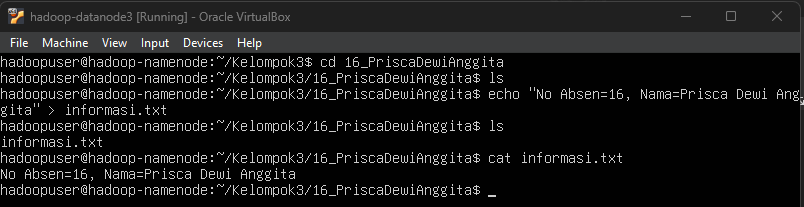 hadoop-datanode3 [Running] - Oracle VirtualBox
File Machine View Input Devices Help
hadoopuser@hadoop-namenode:~/Kelompok3$ cd 16_PriscaDewiAnggita
hadoopuser@hadoop-namenode:~/Kelompok3/16_PriscaDewiAnggita$ ls
hadoopuser@hadoop-namenode:~/Kelompok3/16_PriscaDewiAnggita$ echo "No Absen=16, Nama=Prisca Dewi Ang
gita" > informasi.txt
hadoopuser@hadoop-namenode:~/Kelompok3/16_PriscaDewiAnggita$ ls
informasi.txt
hadoopuser@hadoop-namenode:~/Kelompok3/16_PriscaDewiAnggita$ cat informasi.txt
No Absen=16, Nama=Prisca Dewi Anggita
hadoopuser@hadoop-namenode:~/Kelompok3/16_PriscaDewiAnggita$ _